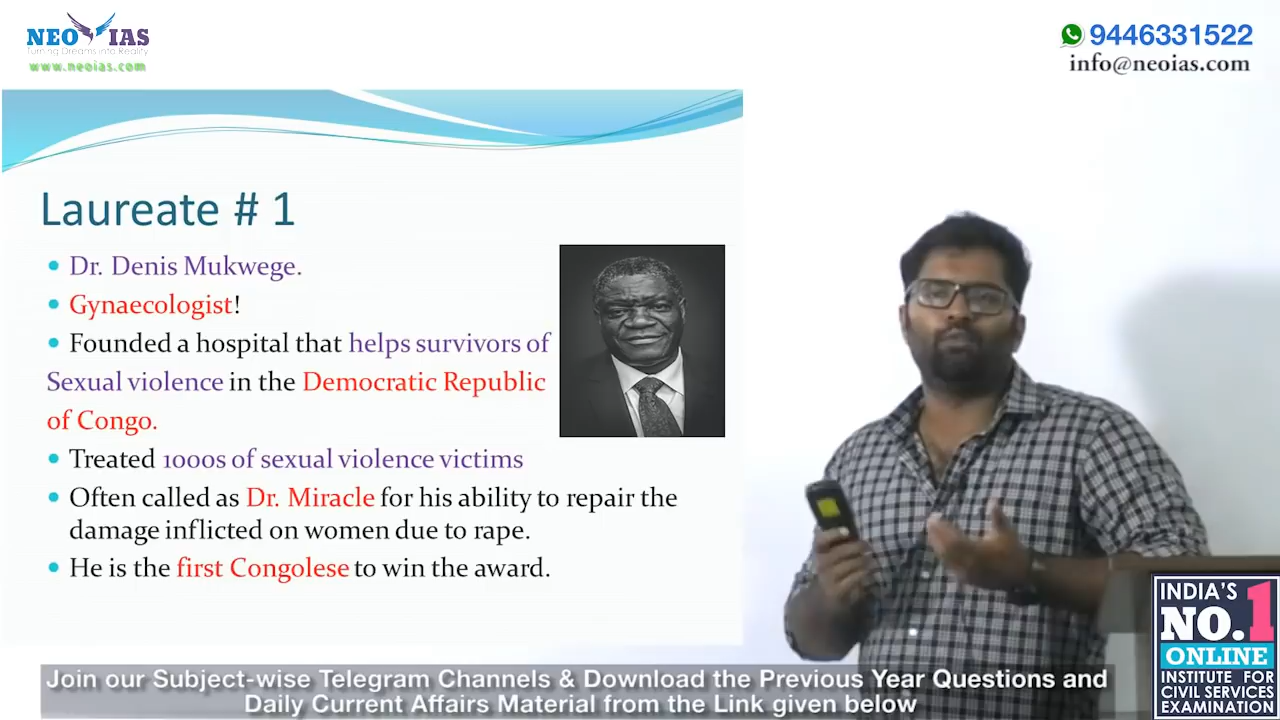 NEO IAS
Turning Dreams into Reality
www.neoias.com
9446331522
info@neoias.com
Laureate # 1
Dr. Denis Mukwege.
Gynaecologist!
Founded a hospital that helps survivors of
Sexual violence in the Democratic Republic
of Congo.
Treated 1000s of sexual violence victims
Often called as Dr. Miracle for his ability to repair the
damage inflicted on women due to rape.
He is the first Congolese to win the award.
INDIA'S
NO.1
ONLINE
INSTITUTE FOR
CIVIL SERVICES
EXAMINATION
Join our Subject-wise Telegram Channels & Download the Previous Year Questions and
Daily Current Affairs Material from the Link given below